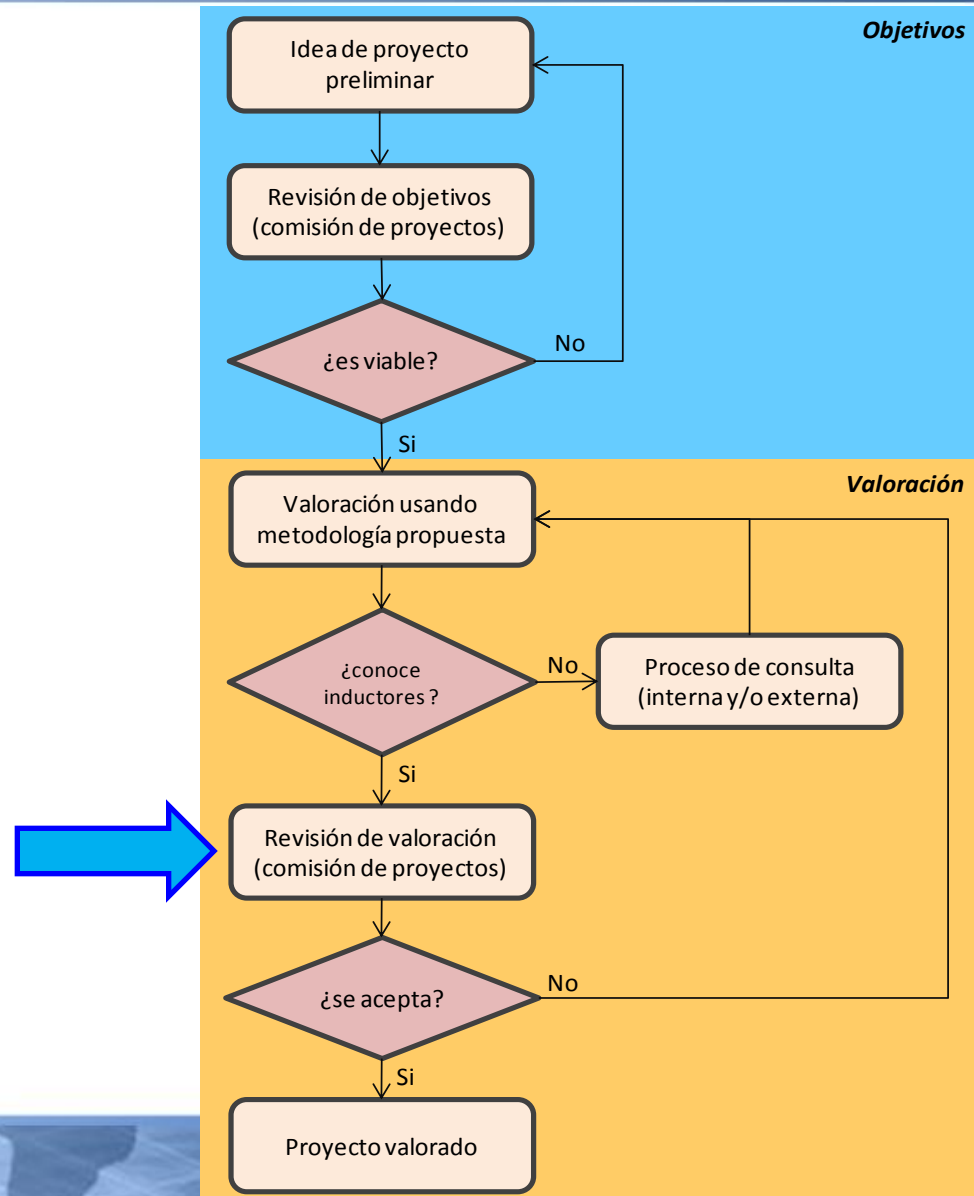 Objetivos
Idea de proyecto
preliminar
Revisión de objetivos
(comisión de proyectos)
¿es viable?
No
Si
Valoración
Valoración usando
metodología propuesta
¿conoce
inductores ?
No
Proceso de consulta
(interna y/o externa)
Si
Revisión de valoración
(comisión de proyectos)
¿se acepta?
No
Si
Proyecto valorado